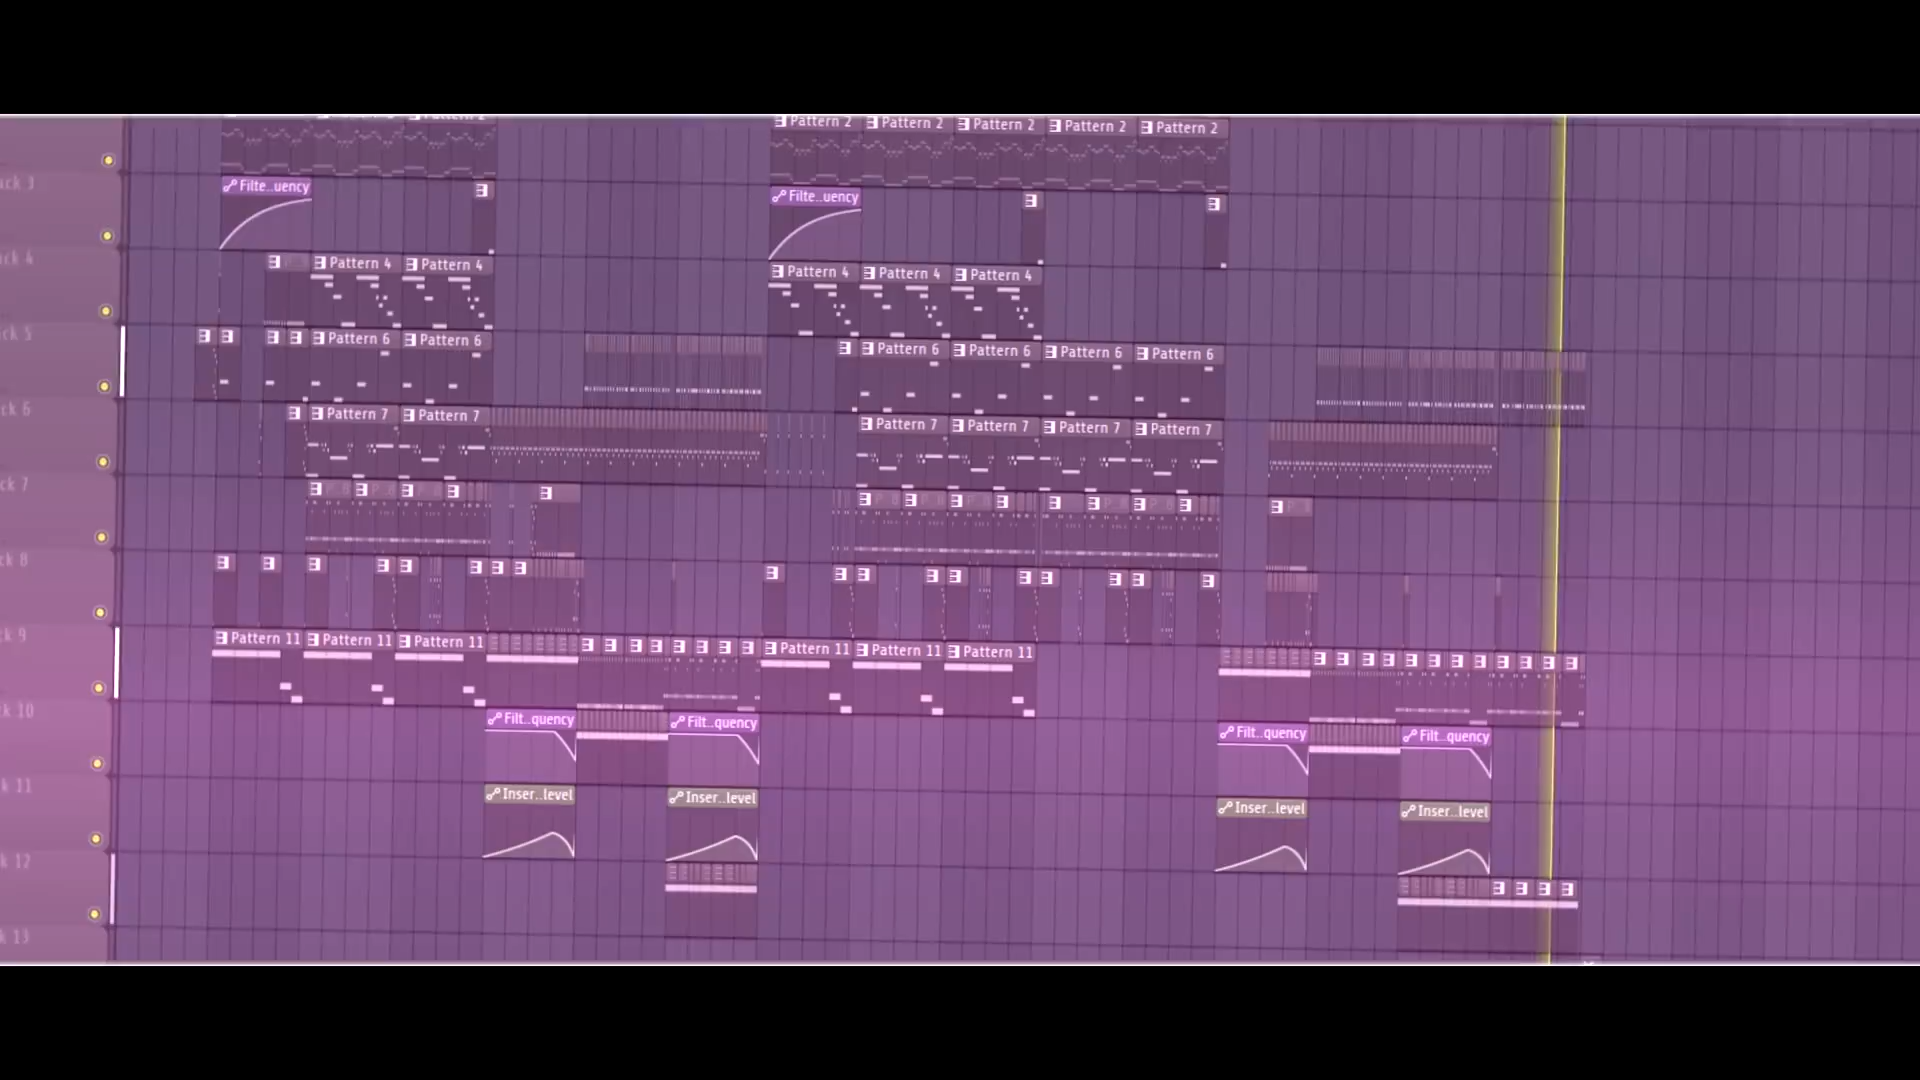 Pattern 2 Pattern 2 Pattern 2 Pattern 2 Pattern 2
ck 3 Filte..uency Filte..uency
ck 4 Pattern 4 Pattern 4 Pattern 4 Pattern 4 Pattern 4
ck 5 Pattern 6 Pattern 6 Pattern 6 Pattern 6 Pattern 6 Pattern 6
ck 6 Pattern 7 Pattern 7 Pattern 7 Pattern 7 Pattern 7 Pattern 7
ck 7
ck 8
k 9 Pattern 11 Pattern 11 Pattern 11 Pattern 11 Pattern 11 Pattern 11
k 10 Filt..quency Filt..quency Filt..quency Filt..quency
k 11 Inser..level Inser..level Inser..level Inser..level
k 12
k 13